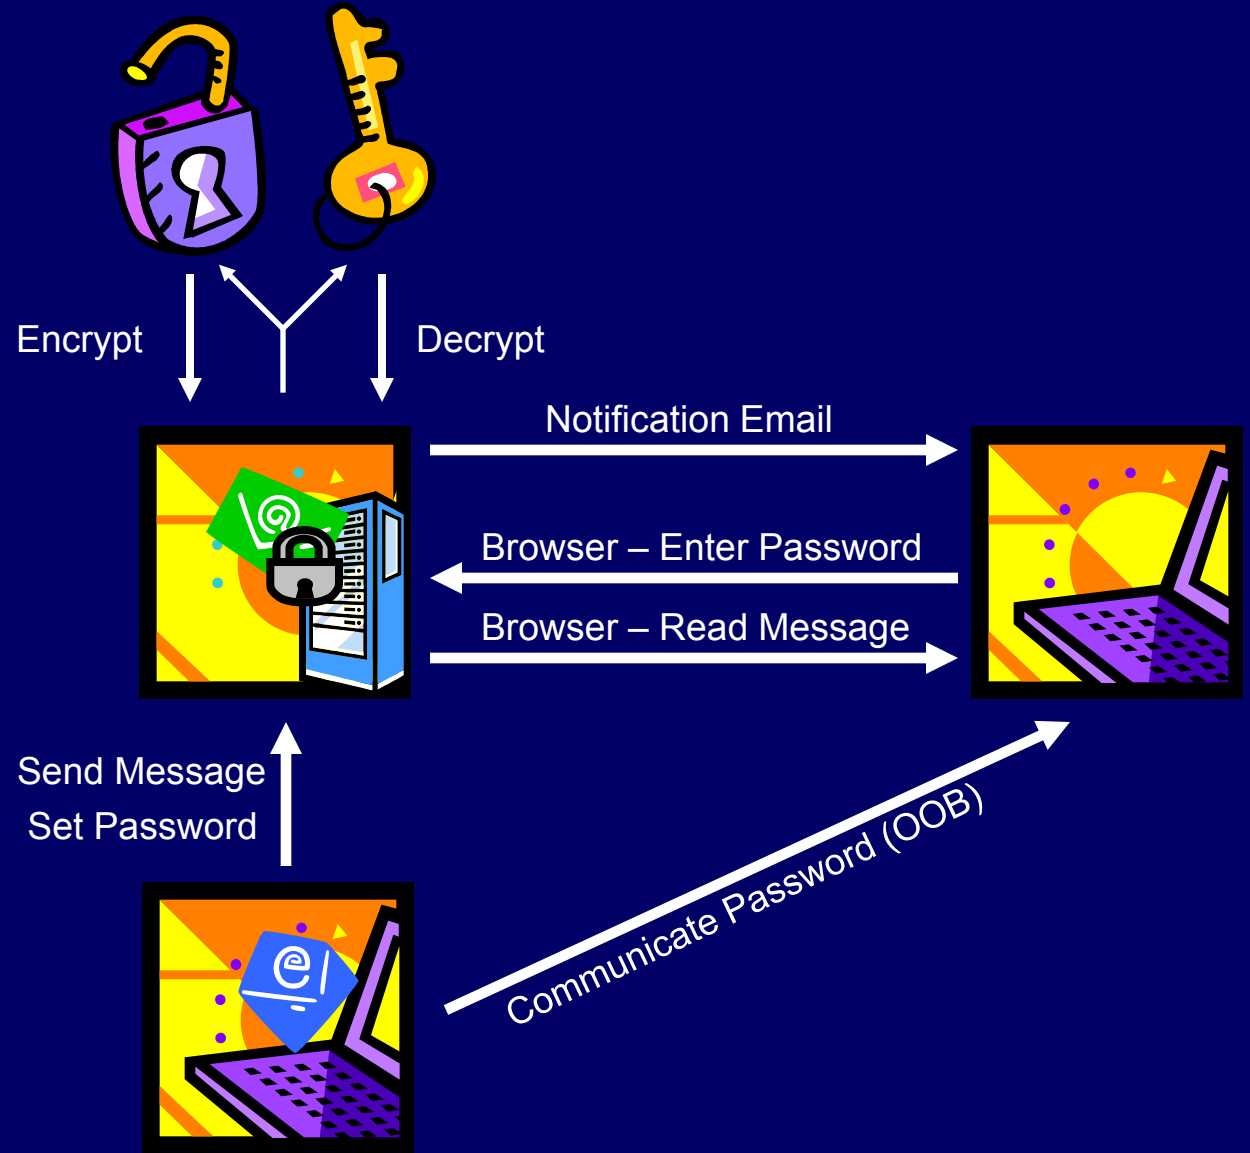 Encrypt
Decrypt
Notification Email
Browser – Enter Password
Browser – Read Message
Send Message
Set Password
Communicate Password (OOB)